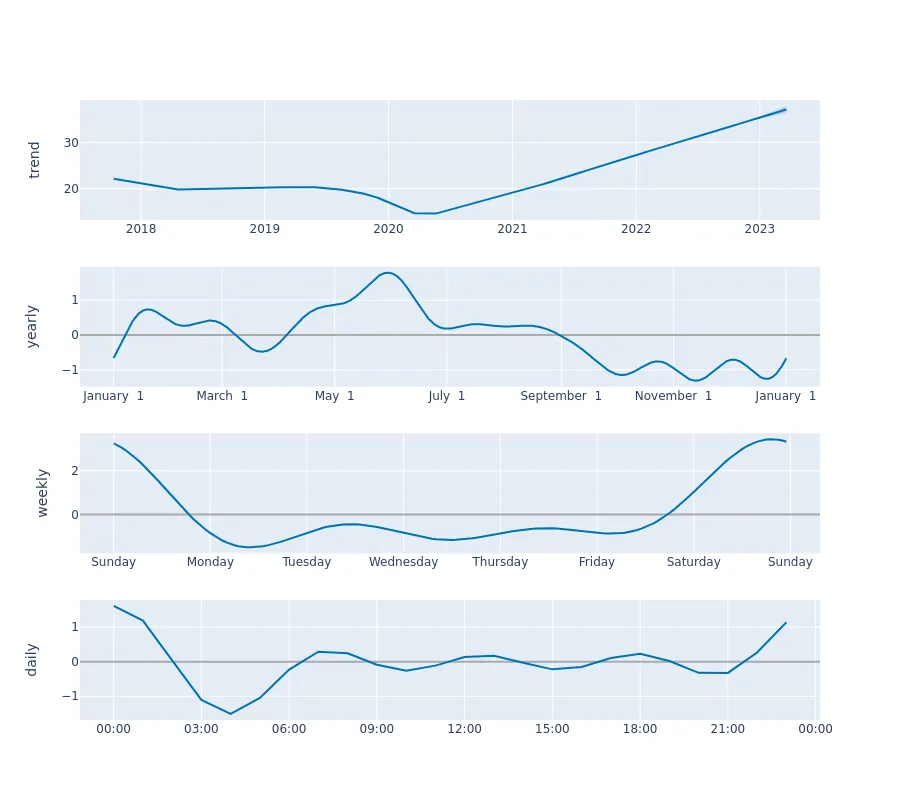 trend
30
20
2018 2019 2020 2021 2022 2023
yearly
1
0
−1
January 1 March 1 May 1 July 1 September 1 November 1 January 1
weekly
2
0
Sunday Monday Tuesday Wednesday Thursday Friday Saturday Sunday
daily
1
0
−1
00:00 03:00 06:00 09:00 12:00 15:00 18:00 21:00 00:00